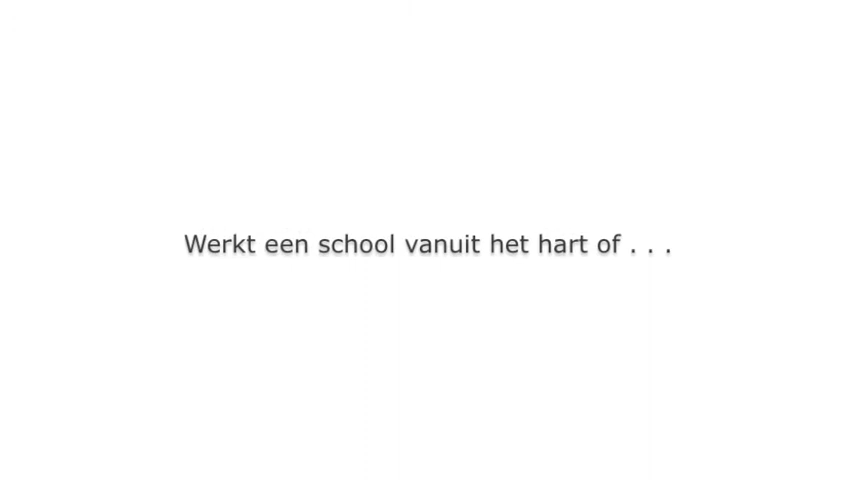 Werkt een school vanuit het hart of . . .